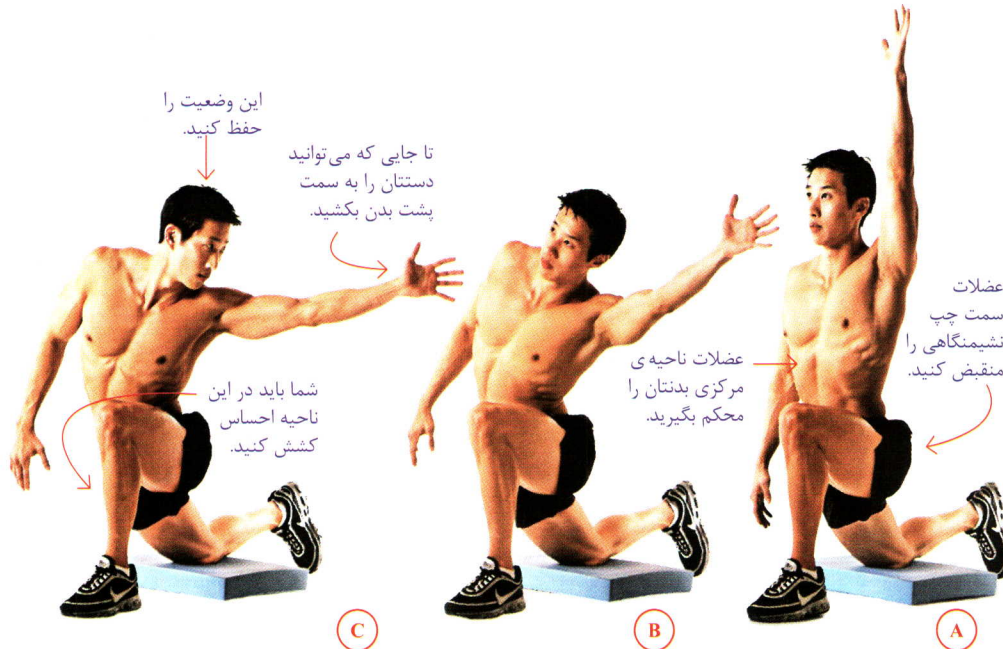 این وضعیت را
حفظ کنید.
تا جایی که می‌توانید
دستتان را به سمت
پشت بدن بکشید.
عضلات
سمت چپ
نشیمنگاهی را
منقبض کنید.
عضلات ناحیه‌ی
مرکزی بدنتان را
محکم بگیرید.
شما باید در این
ناحیه احساس
کشش کنید.
A
B
C